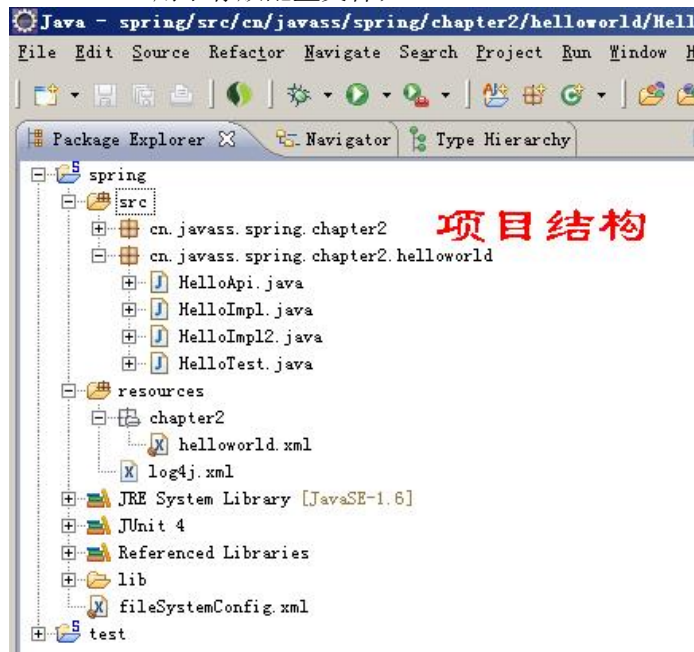 Java - spring/src/cn/javass/spring/chapter2/helloworld/Hell
File Edit Source Refactor Navigate Search Project Run Window H
Package Explorer Navigator Type Hierarchy
spring
src
项目结构
cn.javass.spring.chapter2
cn.javass.spring.chapter2.helloworld
HelloApi.java
HelloImpl.java
HelloImpl2.java
HelloTest.java
resources
chapter2
helloworld.xml
log4j.xml
JRE System Library [JavaSE-1.6]
JUnit 4
Referenced Libraries
lib
fileSystemConfig.xml
test